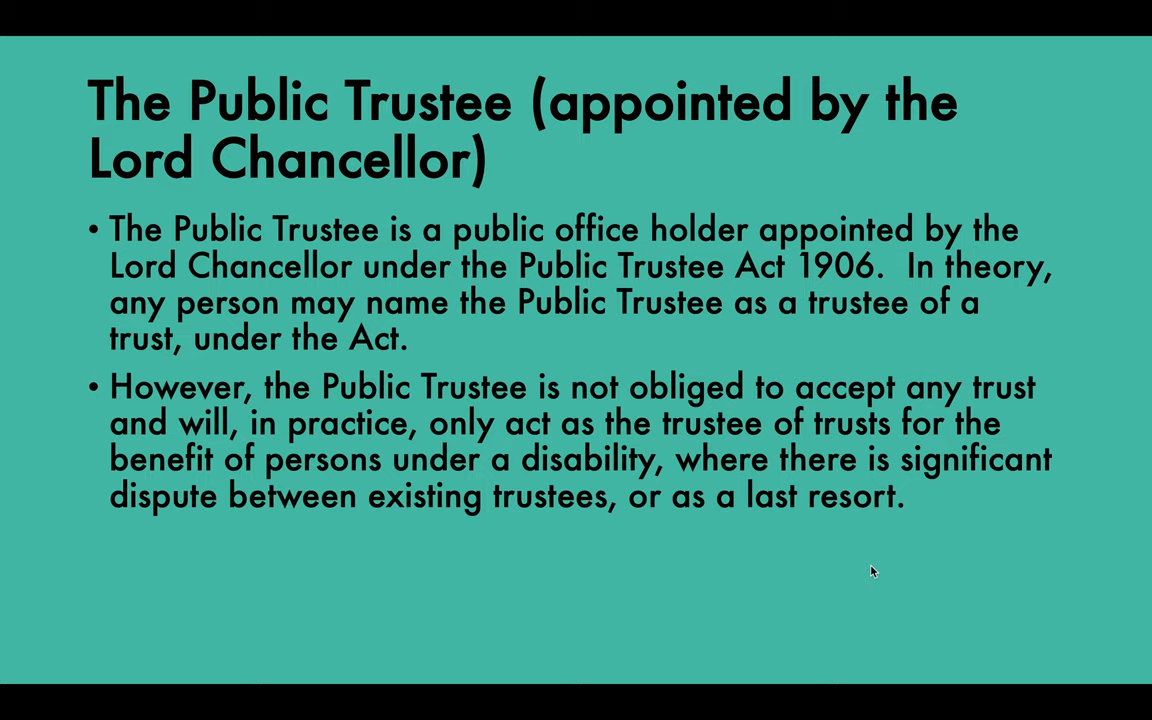 The Public Trustee (appointed by the
Lord Chancellor)
• The Public Trustee is a public office holder appointed by the
Lord Chancellor under the Public Trustee Act 1906.  In theory,
any person may name the Public Trustee as a trustee of a
trust, under the Act.
• However, the Public Trustee is not obliged to accept any trust
and will, in practice, only act as the trustee of trusts for the
benefit of persons under a disability, where there is significant
dispute between existing trustees, or as a last resort.